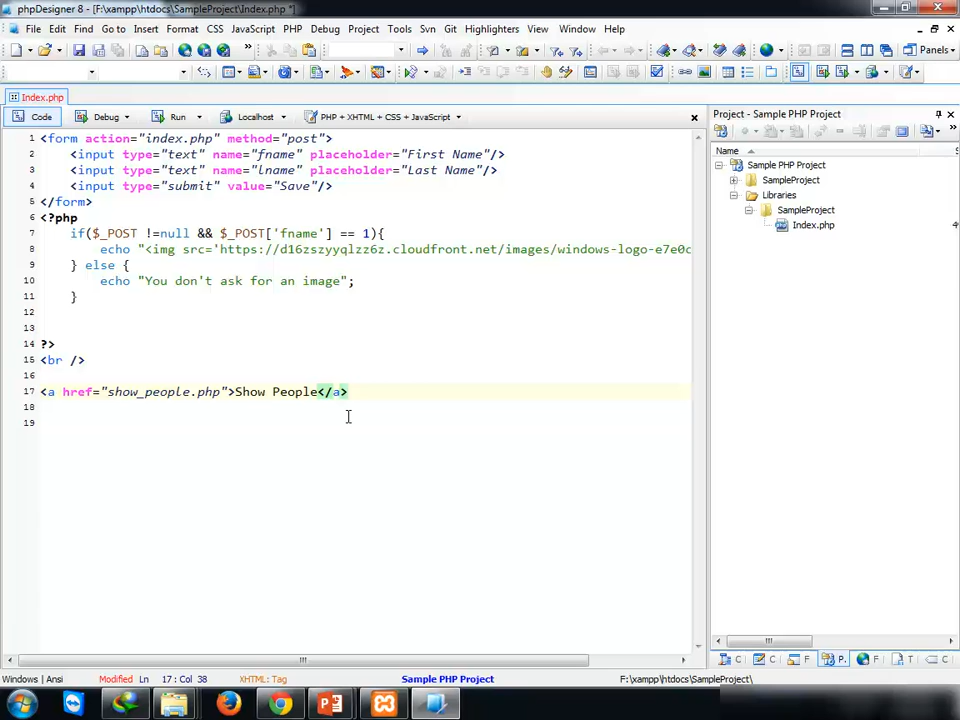 phpDesigner 8 - [F:\xampp\htdocs\SampleProject\Index.php *]
File Edit Find Go to Insert Format CSS JavaScript PHP Debug Project Tools Svn Git Highlighters View Window Help
Panels
Index.php
Code Debug Run Localhost PHP + XHTML + CSS + JavaScript
Project - Sample PHP Project
Name
Sample PHP Project
SampleProject
Libraries
SampleProject
Index.php
1 <form action="index.php" method="post">
2 <input type="text" name="fname" placeholder="First Name"/>
3 <input type="text" name="lname" placeholder="Last Name"/>
4 <input type="submit" value="Save"/>
5 </form>
6 <?php
7 if($_POST !=null && $_POST['fname'] == 1){
8 echo "<img src='https://d16zszyyqlzz6z.cloudfront.net/images/windows-logo-e7e0c
9 } else {
10 echo "You don't ask for an image";
11 }
12
13
14 ?>
15 <br />
16
17 <a href="show_people.php">Show People</a>
18
19
C C F P. F T C
Windows | Ansi Modified Ln 17 : Col 38 XHTML: Tag Sample PHP Project F:\xampp\htdocs\SampleProject\